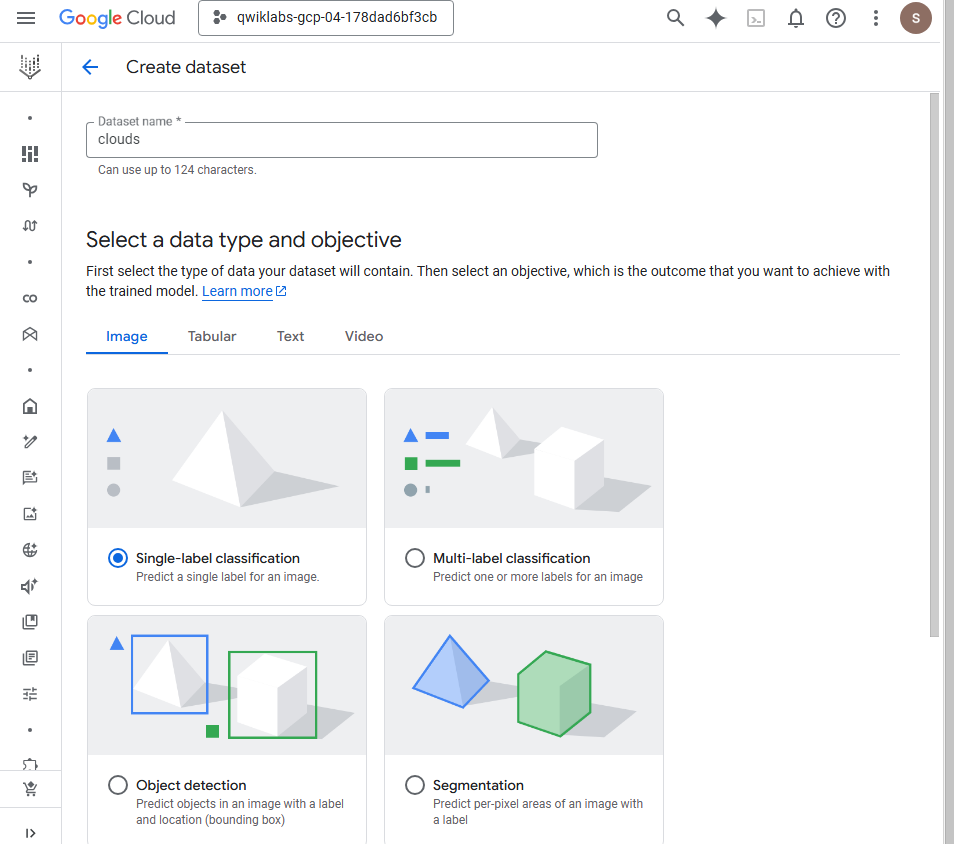 Google Cloud
qwiklabs-gcp-04-178dad6bf3cb
S
Create dataset
Dataset name *
clouds
Can use up to 124 characters.
Select a data type and objective
First select the type of data your dataset will contain. Then select an objective, which is the outcome that you want to achieve with
the trained model. Learn more
Image
Tabular
Text
Video
Single-label classification
Predict a single label for an image.
Multi-label classification
Predict one or more labels for an image
Object detection
Predict objects in an image with a label
and location (bounding box)
Segmentation
Predict per-pixel areas of an image with
a label